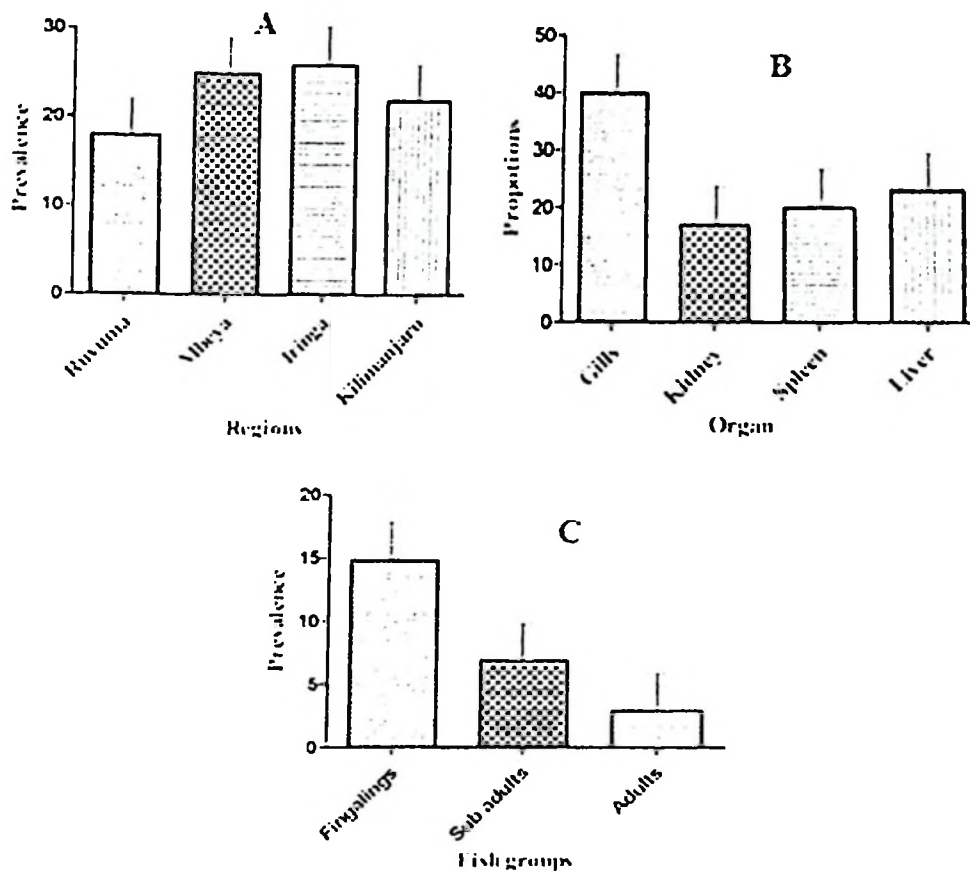 A
Prevalence
30
20
10
0
Ruvuma
Mbeya
Iringa
Kilimanjaro
Regions
B
Propotions
50
40
30
20
10
0
Gills
Kidney
Spleen
Liver
Organ
C
Prevalence
20
15
10
5
0
Fingalings
Sub adults
Adults
Fish groups